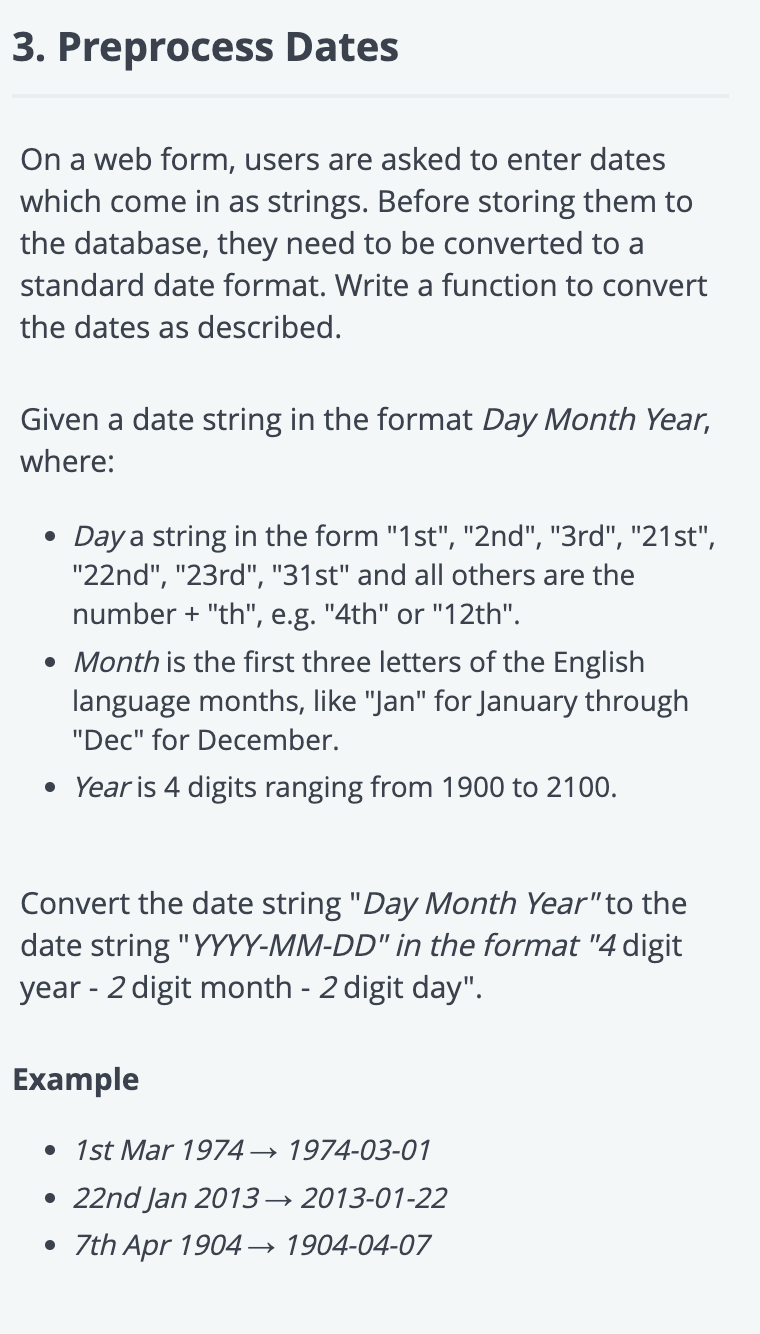 3. Preprocess Dates
On a web form, users are asked to enter dates
which come in as strings. Before storing them to
the database, they need to be converted to a
standard date format. Write a function to convert
the dates as described.
Given a date string in the format Day Month Year,
where:
• Day a string in the form "1st", "2nd", "3rd", "21st",
"22nd", "23rd", "31st" and all others are the
number + "th", e.g. "4th" or "12th".
• Month is the first three letters of the English
language months, like "Jan" for January through
"Dec" for December.
• Year is 4 digits ranging from 1900 to 2100.
Convert the date string "Day Month Year" to the
date string "YYYY-MM-DD" in the format "4 digit
year - 2 digit month - 2 digit day".
Example
• 1st Mar 1974 → 1974-03-01
• 22nd Jan 2013 → 2013-01-22
• 7th Apr 1904 → 1904-04-07